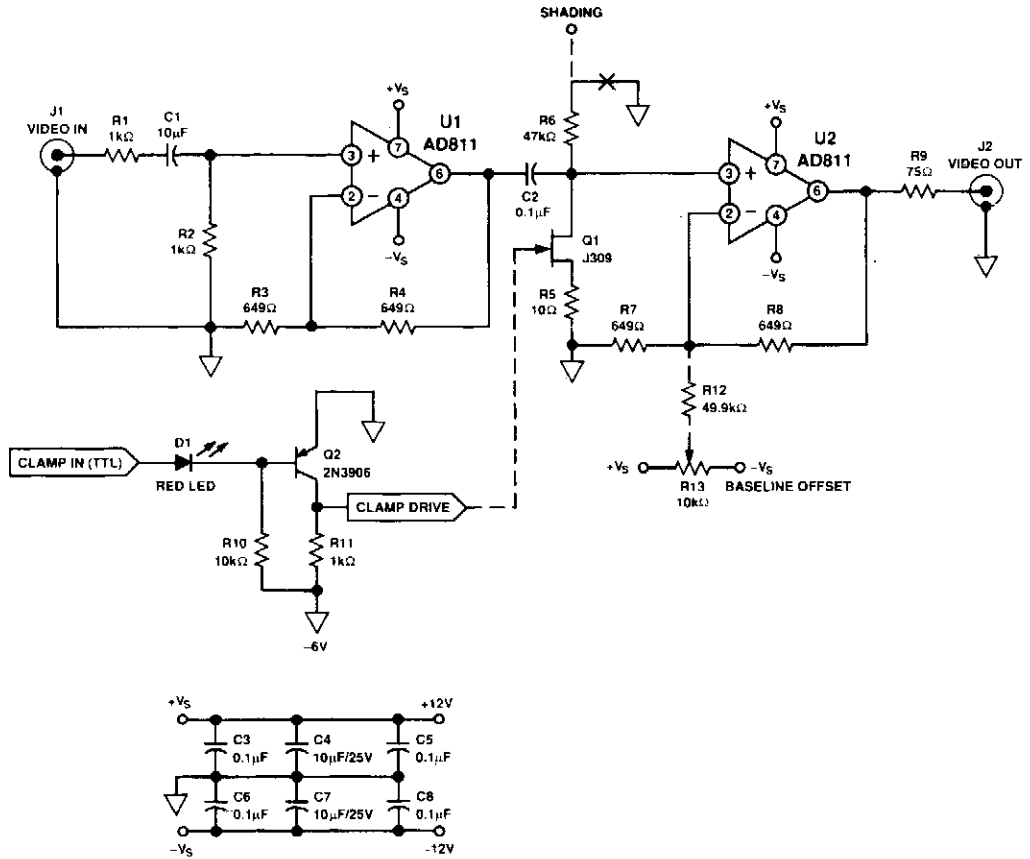 SHADING
J1
VIDEO IN
R1
1kΩ
C1
10μF
+VS
U1
AD811
3
+
7
2
−
4
6
−VS
R2
1kΩ
R3
649Ω
R4
649Ω
R6
47kΩ
C2
0.1μF
Q1
J309
R5
10Ω
+VS
U2
AD811
3
+
7
2
−
4
6
−VS
R9
75Ω
J2
VIDEO OUT
R7
649Ω
R8
649Ω
R12
49.9kΩ
+VS
−VS
R13
10kΩ
BASELINE OFFSET
CLAMP IN (TTL)
D1
RED LED
Q2
2N3906
CLAMP DRIVE
R10
10kΩ
R11
1kΩ
−6V
+VS
+12V
C3
0.1μF
C4
10μF/25V
C5
0.1μF
C6
0.1μF
C7
10μF/25V
C8
0.1μF
−VS
-12V